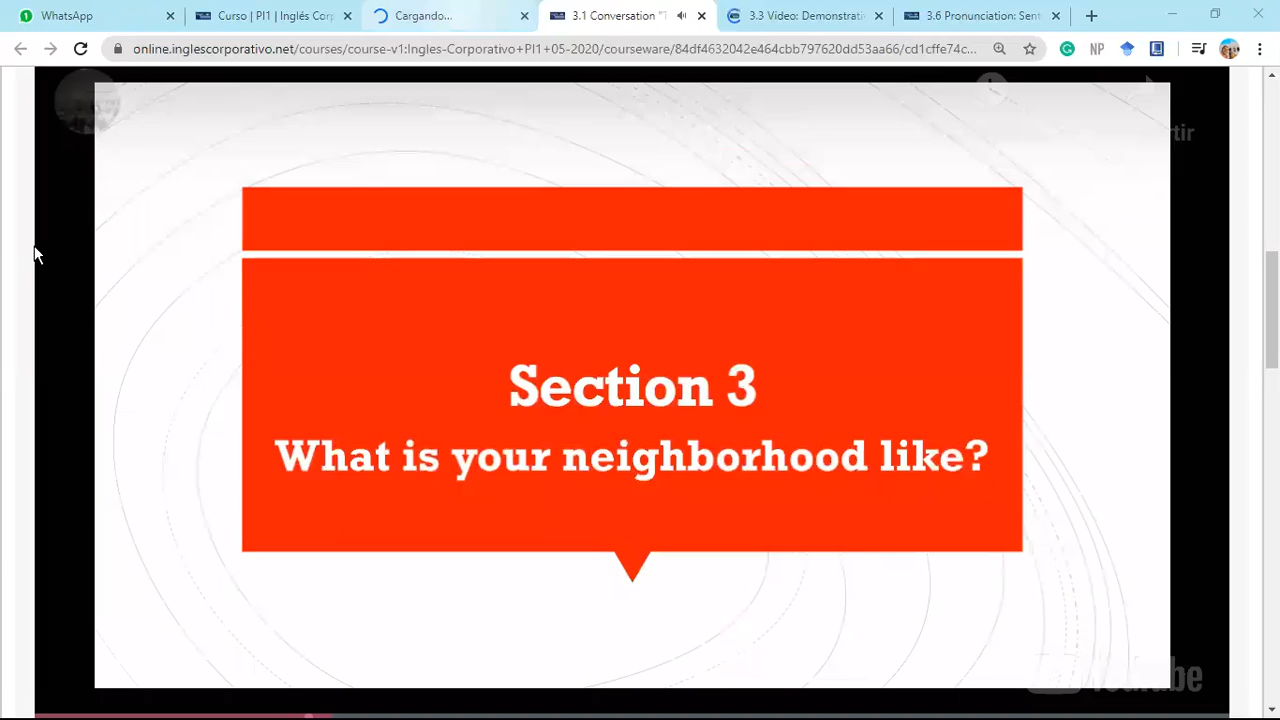 WhatsApp
Curso | PI1 | Inglés Corp
Cargando...
3.1 Conversation "T
3.3 Video: Demonstrati
3.6 Pronunciation: Sent
online.inglescorporativo.net/courses/course-v1:Ingles-Corporativo+PI1+05-2020/courseware/84df4632042e464cbb797620dd53aa66/cd1cffe74c...
NP
tir
Section 3
What is your neighborhood like?
YouTube